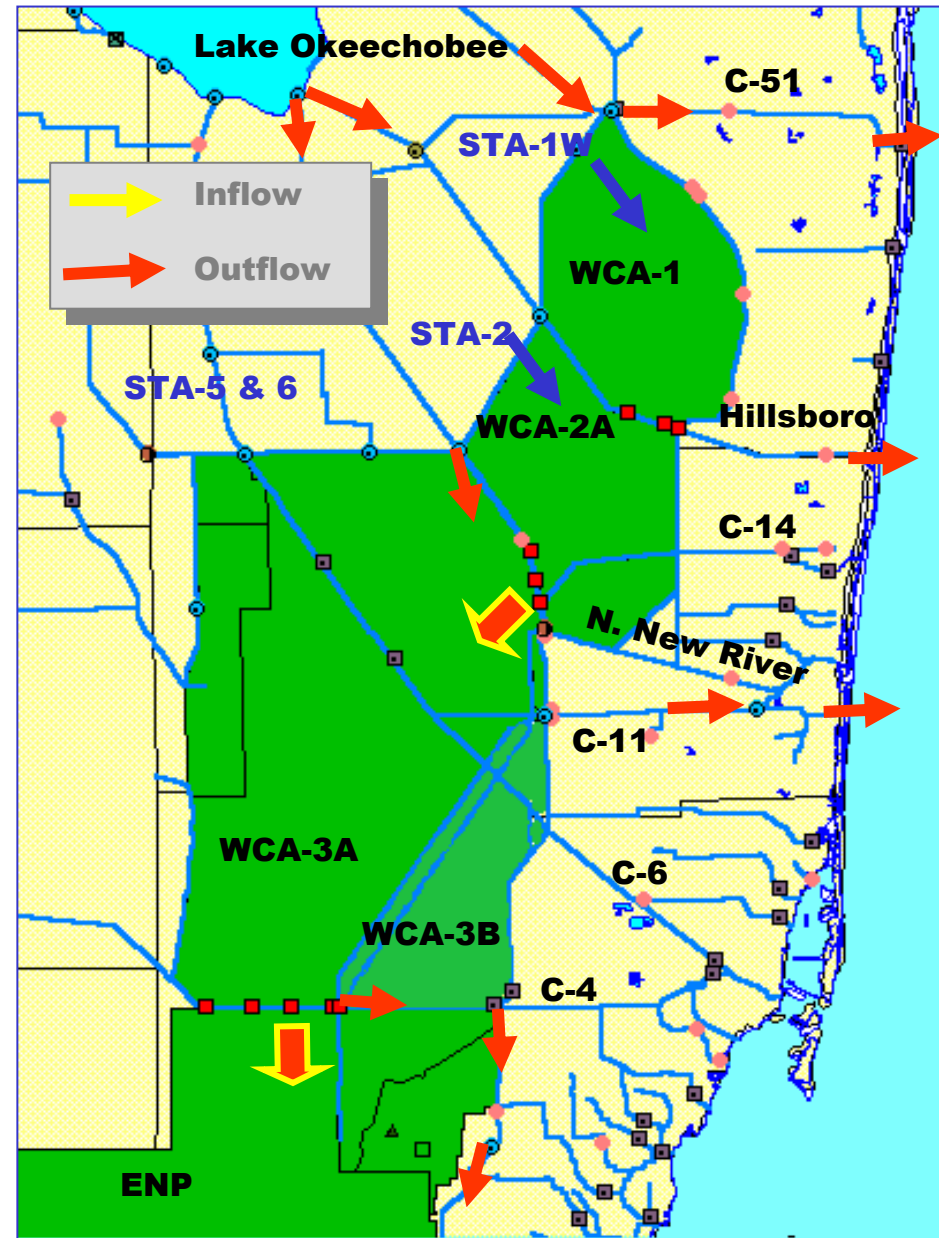 Lake Okeechobee
C-51
STA-1W
Inflow
Outflow
WCA-1
STA-2
STA-5 & 6
WCA-2A
Hillsboro
C-14
N. New River
C-11
WCA-3A
C-6
WCA-3B
C-4
ENP